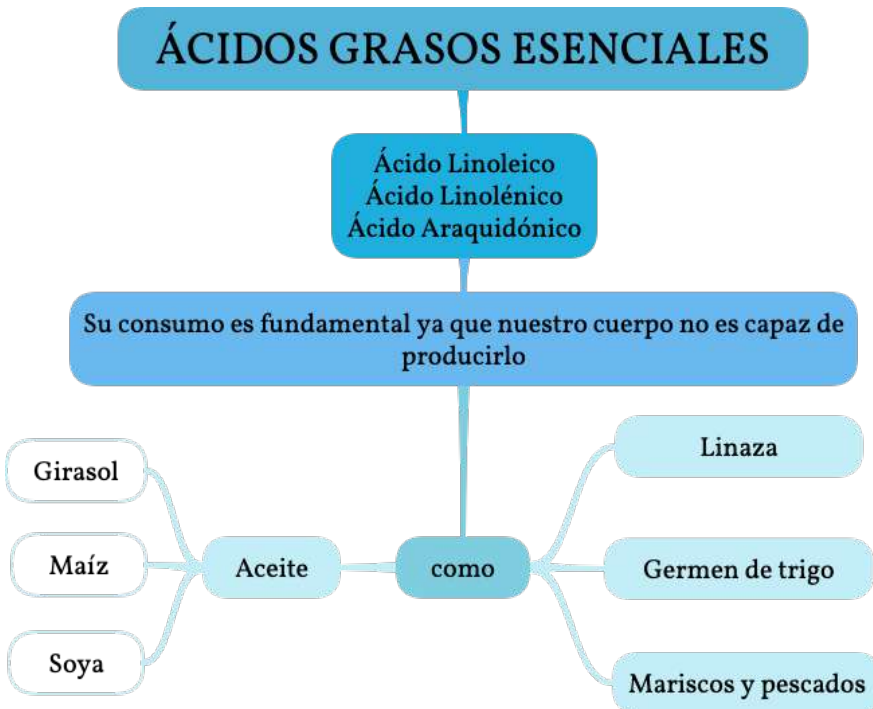 ÁCIDOS GRASOS ESENCIALES
Ácido Linoleico
Ácido Linolénico
Ácido Araquidónico
Su consumo es fundamental ya que nuestro cuerpo no es capaz de
producirlo
Girasol
Maíz
Soya
Aceite
como
Linaza
Germen de trigo
Mariscos y pescados